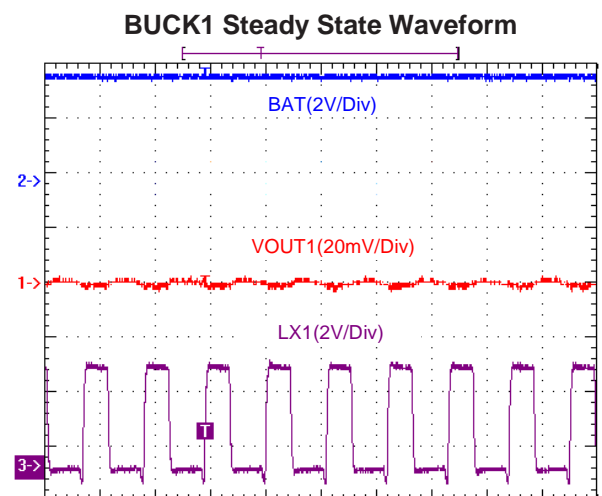 BUCK1 Steady State Waveform
T
T
BAT(2V/Div)
2->
VOUT1(20mV/Div)
1->
T
LX1(2V/Div)
T
3->